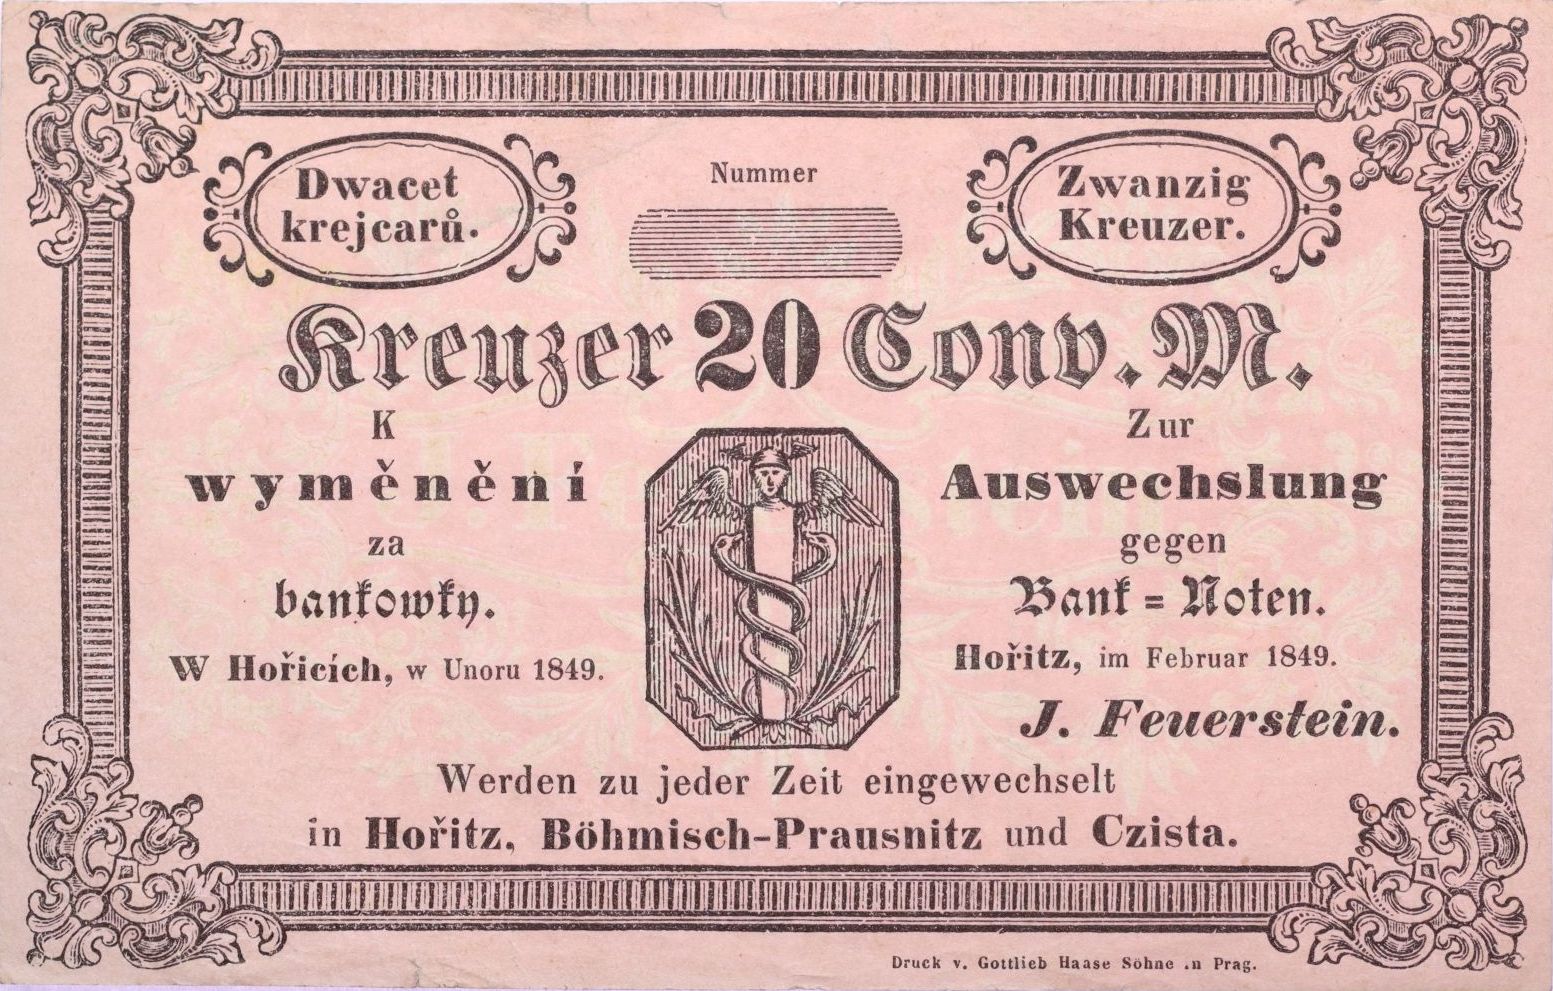 Dwacet
krejcarů.
Nummer
Zwanzig
Kreuzer.
Kreuzer 20 Conv. M.
K
wyměnění
za
bankowky.
W Hořicích, w Unoru 1849.
Zur
Auswechslung
gegen
Bank = Noten.
Hořitz, im Februar 1849.
J. Feuerstein.
Werden zu jeder Zeit eingewechselt
in Hořitz, Böhmisch-Prausnitz und Czista.
Druck v. Gottlieb Haase Söhne in Prag.
J. Feuerstein